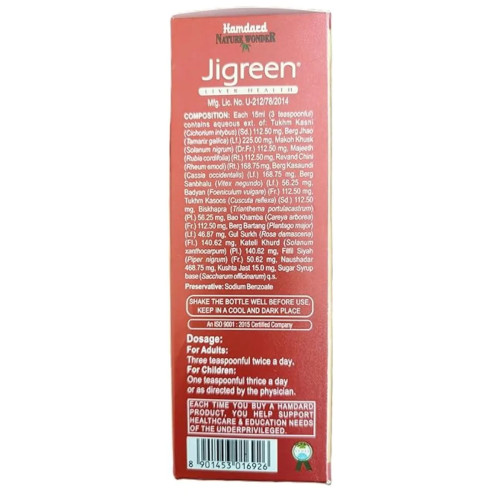 Hamdard
NATURE WONDER
Jigreen®
LIVER HEALTH
Mfg. Lic. No. U-212/78/2014
COMPOSITION: Each 15ml (3 teaspoonful)
contains aqueous ext. of: Tukhm Kasni
(Cichorium intybus) (Sd.) 112.50 mg, Berg Jhao
(Tamarix gallica) (Lf.) 225.00 mg, Makoh Khusk
(Solanum nigrum) (Dr.Fr.) 112.50 mg, Majeeth
(Rubia cordifolia) (Rt.) 112.50 mg, Revand Chini
(Rheum emodi) (Rt.) 168.75 mg, Berg Kasaundi
(Cassia occidentalis) (Lf.) 168.75 mg, Berg
Sanbhalu (Vitex negundo) (Lf.) 56.25 mg,
Badyan (Foeniculum vulgare) (Fr.) 112.50 mg,
Tukhm Kasoos (Cuscuta reflexa) (Sd.) 112.50
mg, Biskhapra (Trianthema portulacastrum)
(Pl.) 56.25 mg, Bao Khamba (Careya arborea)
(Fr.) 112.50 mg, Berg Bartang (Plantago major)
(Lf.) 46.87 mg, Gul Surkh (Rosa damascena)
(Fl.) 140.62 mg, Kateli Khurd (Solanum
xanthocarpum) (Pl.) 140.62 mg, Filfil Siyah
(Piper nigrum) (Fr.) 50.62 mg, Naushadar
468.75 mg, Kushta Jast 15.0 mg, Sugar Syrup
base (Saccharum officinarum) q.s.
Preservative: Sodium Benzoate
SHAKE THE BOTTLE WELL BEFORE USE.
KEEP IN A COOL AND DARK PLACE
An ISO 9001 : 2015 Certified Company
Dosage:
For Adults:
Three teaspoonful twice a day.
For Children:
One teaspoonful thrice a day
or as directed by the physician.
EACH TIME YOU BUY A HAMDARD
PRODUCT, YOU HELP SUPPORT
HEALTHCARE & EDUCATION NEEDS
OF THE UNDERPRIVILEGED.
8 901453 016926